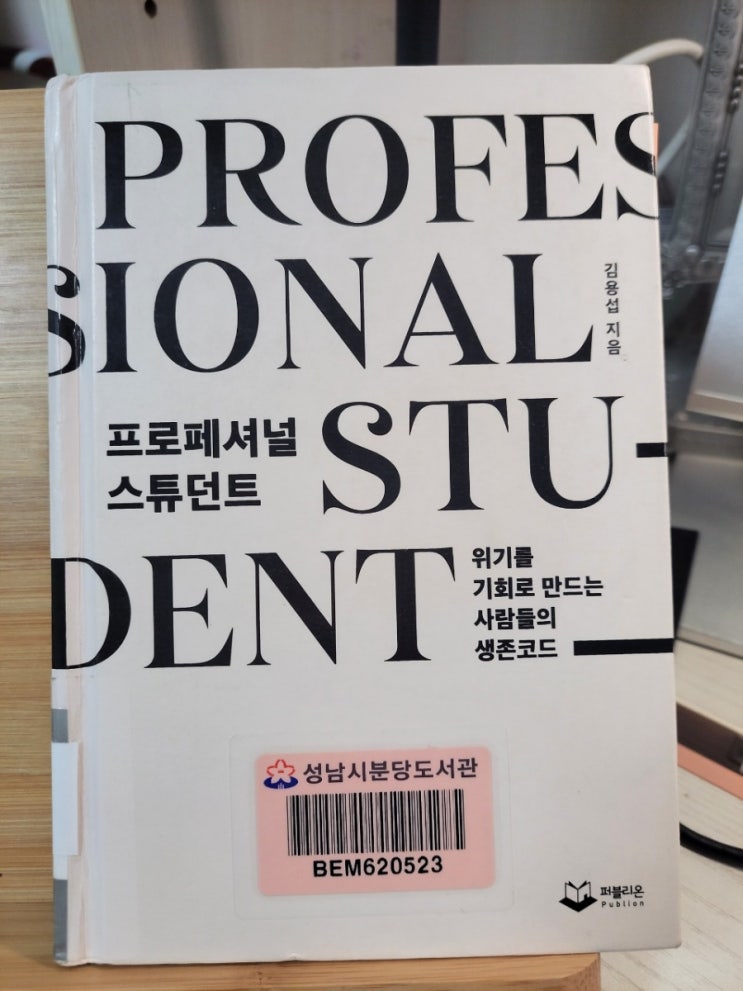 PROFES
SIONAL
김용섭 지음
프로페셔널
스튜던트
STU-
DENT
위기를
기회로 만드는
사람들의
생존코드
성남시분당도서관
BEM620523
퍼블리온
Publion